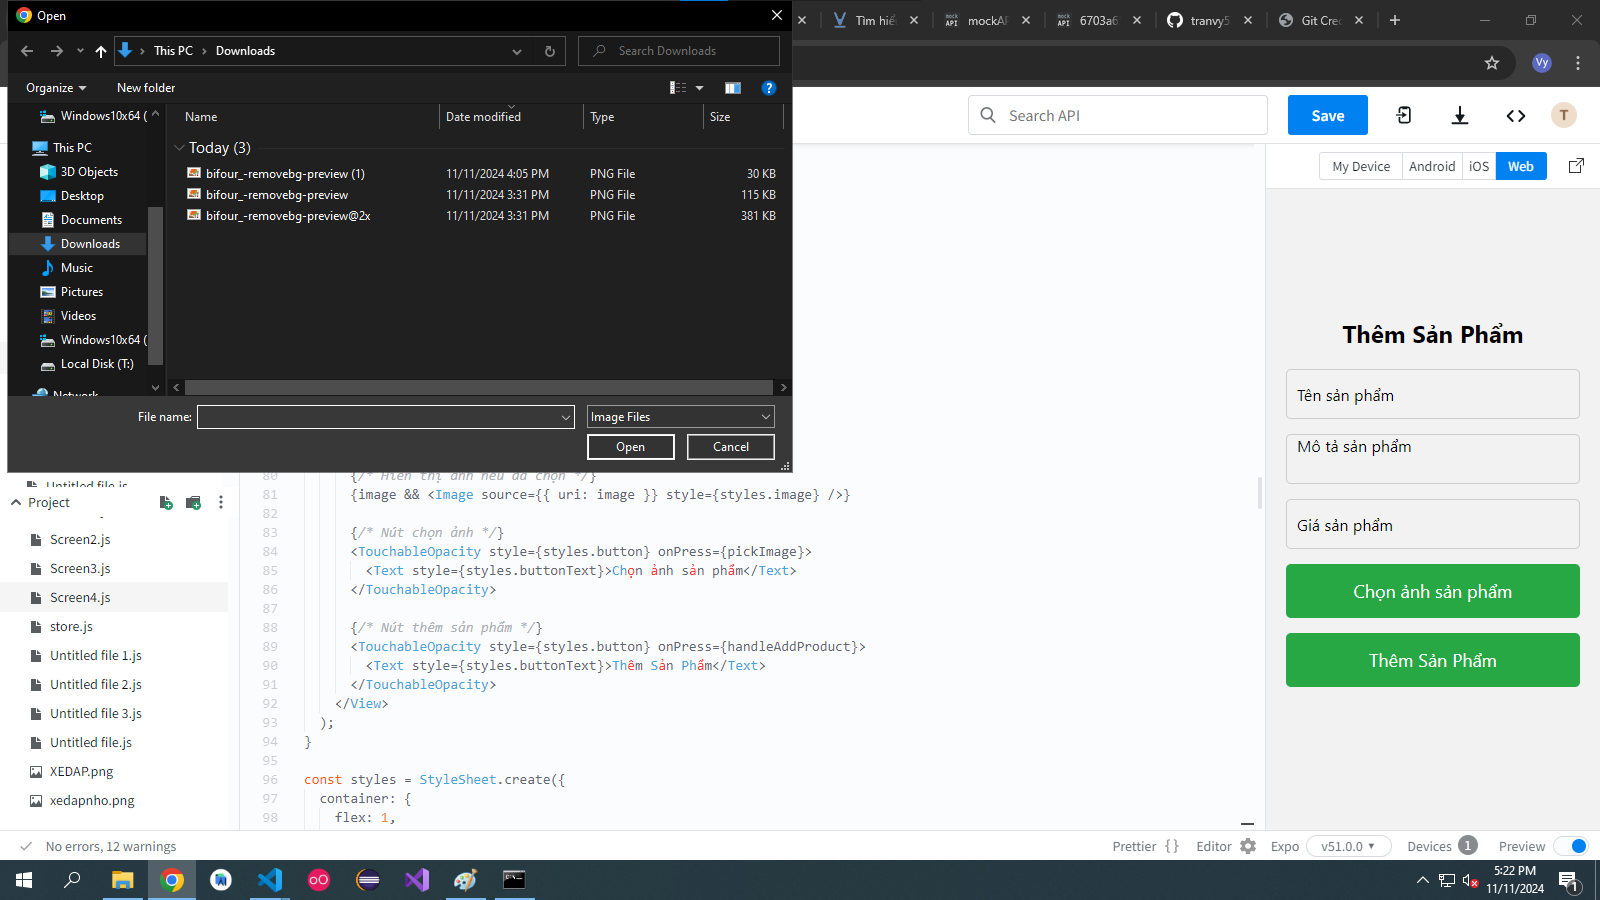 Open
Tìm hiể
mockAP
6703a6
tranvy5
Git Crec
This PC
Downloads
Search Downloads
Vy
Organize
New folder
Search API
Save
T
Windows10x64 (
This PC
3D Objects
Desktop
Documents
Downloads
Music
Pictures
Videos
Windows10x64 (
Local Disk (T:)
Network
Name
Date modified
Type
Size
Today (3)
bifour_-removebg-preview (1) 11/11/2024 4:05 PM PNG File 30 KB
bifour_-removebg-preview 11/11/2024 3:31 PM PNG File 115 KB
bifour_-removebg-preview@2x 11/11/2024 3:31 PM PNG File 381 KB
File name:
Image Files
Open
Cancel
My Device
Android
iOS
Web
Thêm Sản Phẩm
Tên sản phẩm
Mô tả sản phẩm
Giá sản phẩm
Chọn ảnh sản phẩm
Thêm Sản Phẩm
Untitled file.js
Project
Screen2.js
Screen3.js
Screen4.js
store.js
Untitled file 1.js
Untitled file 2.js
Untitled file 3.js
Untitled file.js
XEDAP.png
xedapnho.png
80 {/* Hiển thị ảnh nếu đã chọn */}
81 {image && <Image source={{ uri: image }} style={styles.image} />}
82
83 {/* Nút chọn ảnh */}
84 <TouchableOpacity style={styles.button} onPress={pickImage}>
85 <Text style={styles.buttonText}>Chọn ảnh sản phẩm</Text>
86 </TouchableOpacity>
87
88 {/* Nút thêm sản phẩm */}
89 <TouchableOpacity style={styles.button} onPress={handleAddProduct}>
90 <Text style={styles.buttonText}>Thêm Sản Phẩm</Text>
91 </TouchableOpacity>
92 </View>
93 );
94 }
95
96 const styles = StyleSheet.create({
97 container: {
98 flex: 1,
No errors, 12 warnings
Prettier {}
Editor
Expo
v51.0.0
Devices 1
Preview
5:22 PM
11/11/2024
1